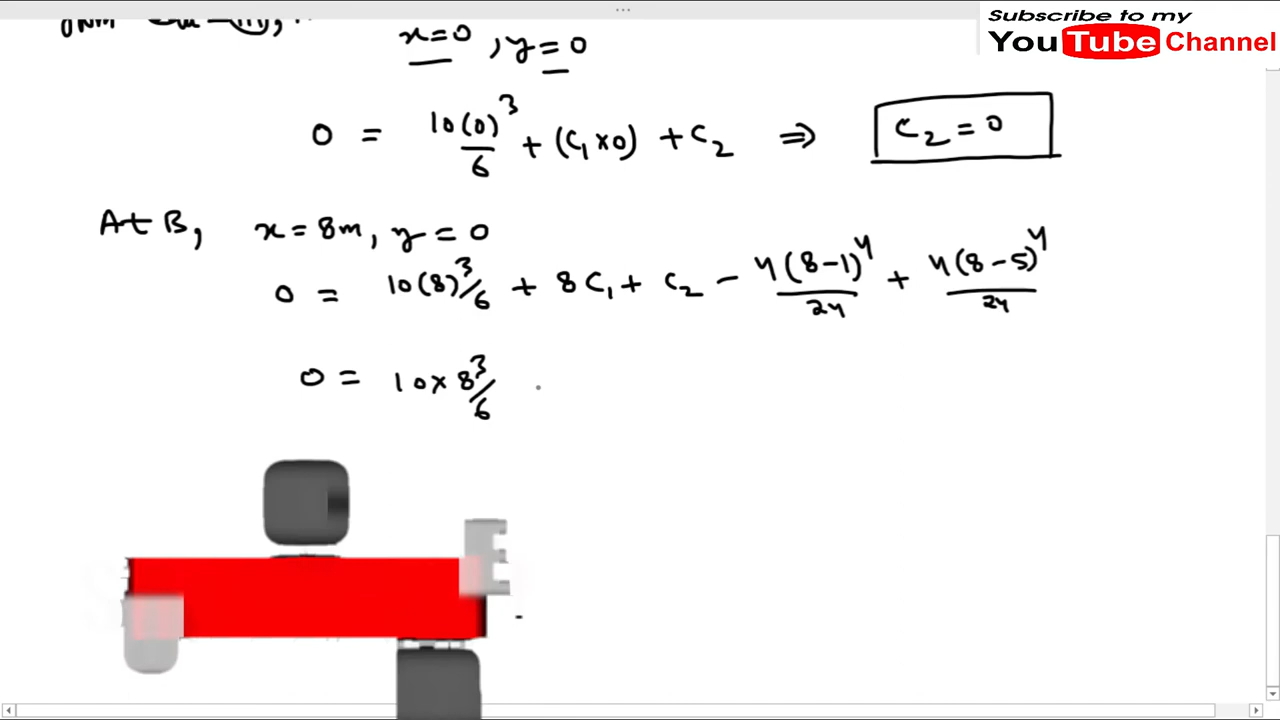 Subscribe to my
YouTube Channel
x=0, y=0
0 = 10(0)³/6 + (C₁×0) + C₂ ⇒ C₂=0
At B, x=8m, y=0
0 = 10(8)³/6 + 8C₁ + C₂ - 4(8-1)⁴/24 + 4(8-5)⁴/24
0 = 10×8³/6